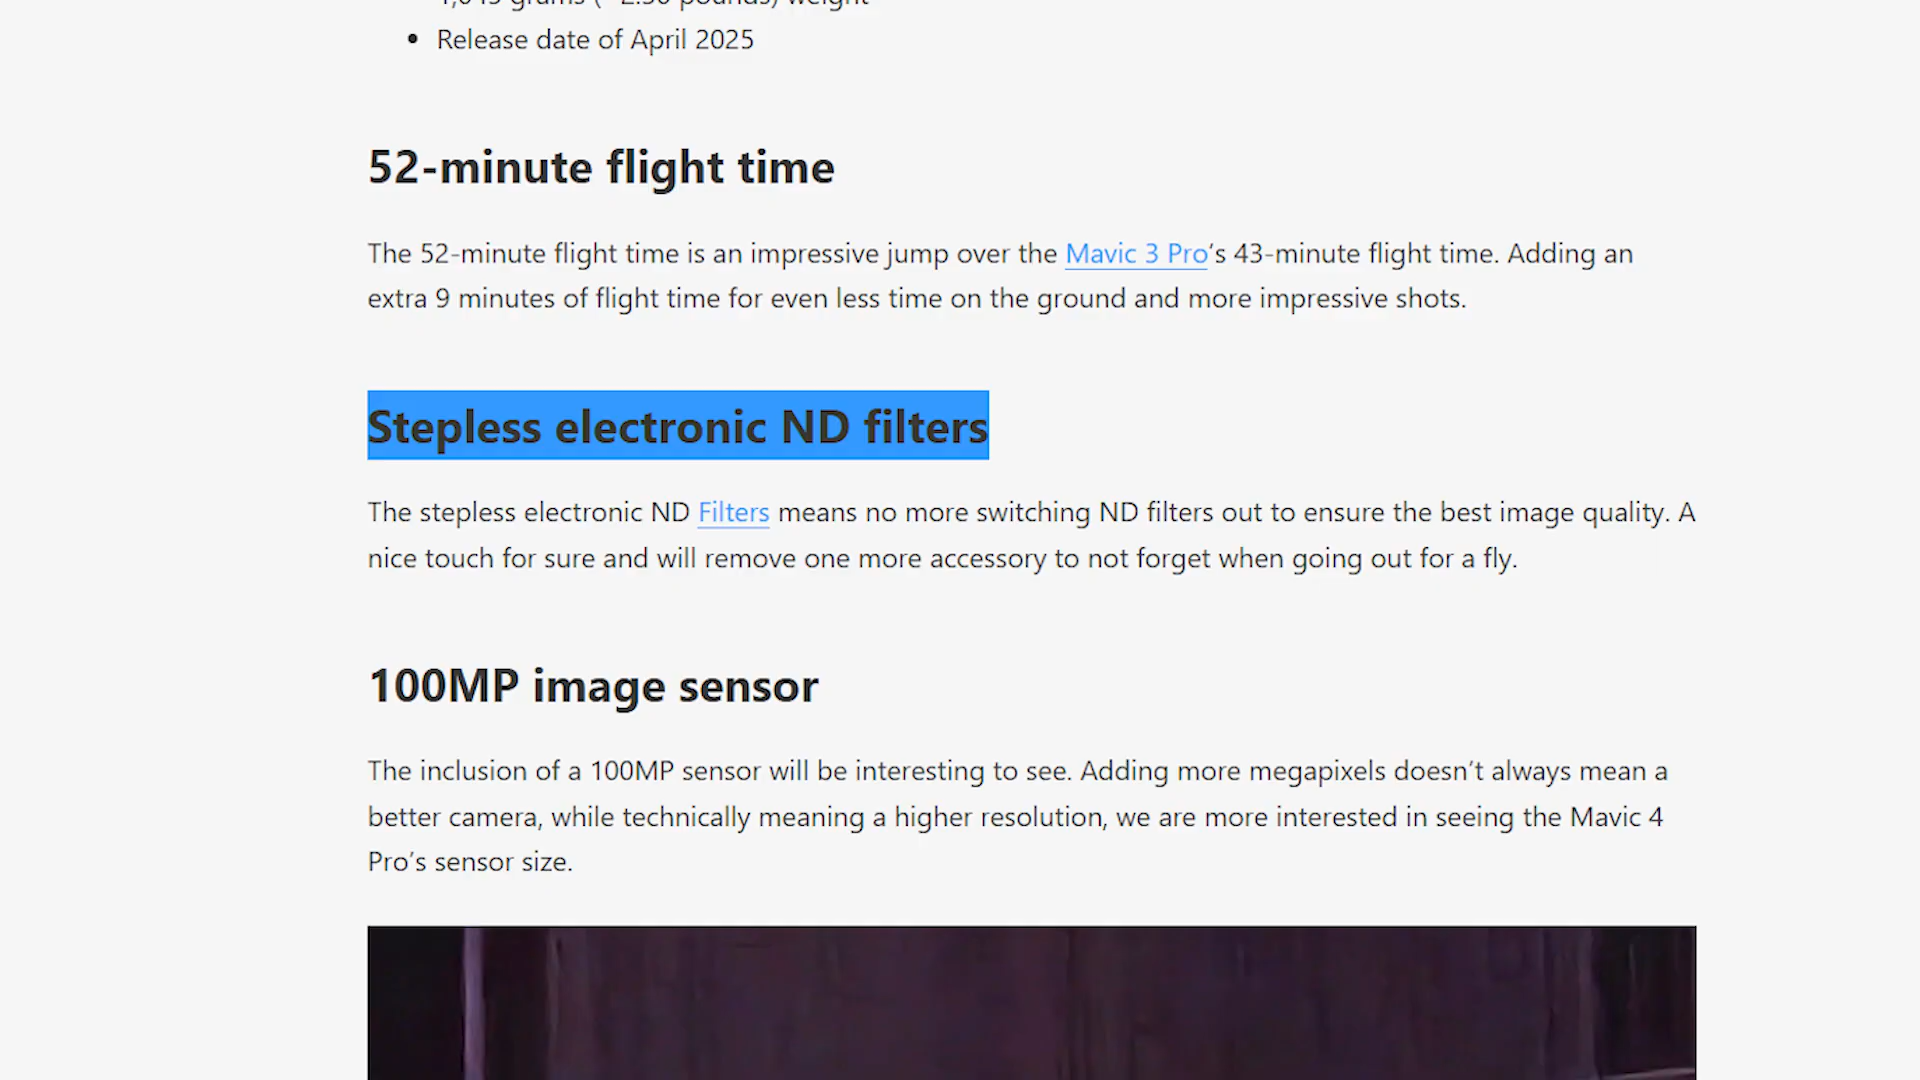 Release date of April 2025
52-minute flight time
The 52-minute flight time is an impressive jump over the Mavic 3 Pro’s 43-minute flight time. Adding an
extra 9 minutes of flight time for even less time on the ground and more impressive shots.
Stepless electronic ND filters
The stepless electronic ND Filters means no more switching ND filters out to ensure the best image quality. A
nice touch for sure and will remove one more accessory to not forget when going out for a fly.
100MP image sensor
The inclusion of a 100MP sensor will be interesting to see. Adding more megapixels doesn’t always mean a
better camera, while technically meaning a higher resolution, we are more interested in seeing the Mavic 4
Pro’s sensor size.